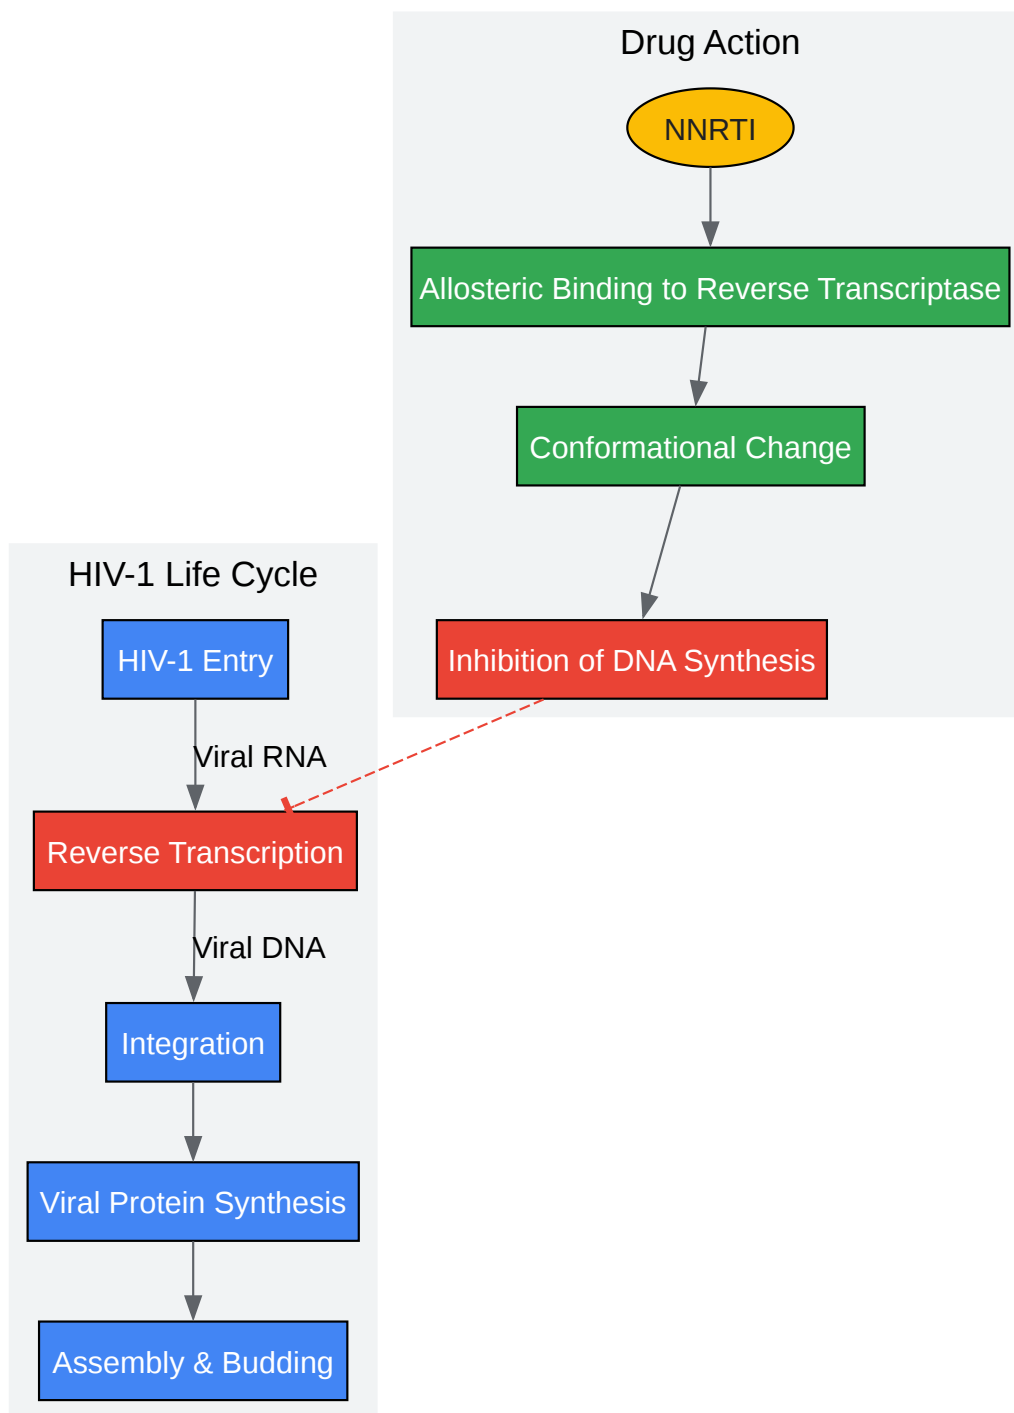 Drug Action
NNRTI
Allosteric Binding to Reverse Transcriptase
Conformational Change
Inhibition of DNA Synthesis
HIV-1 Life Cycle
HIV-1 Entry
Viral RNA
Reverse Transcription
Viral DNA
Integration
Viral Protein Synthesis
Assembly & Budding